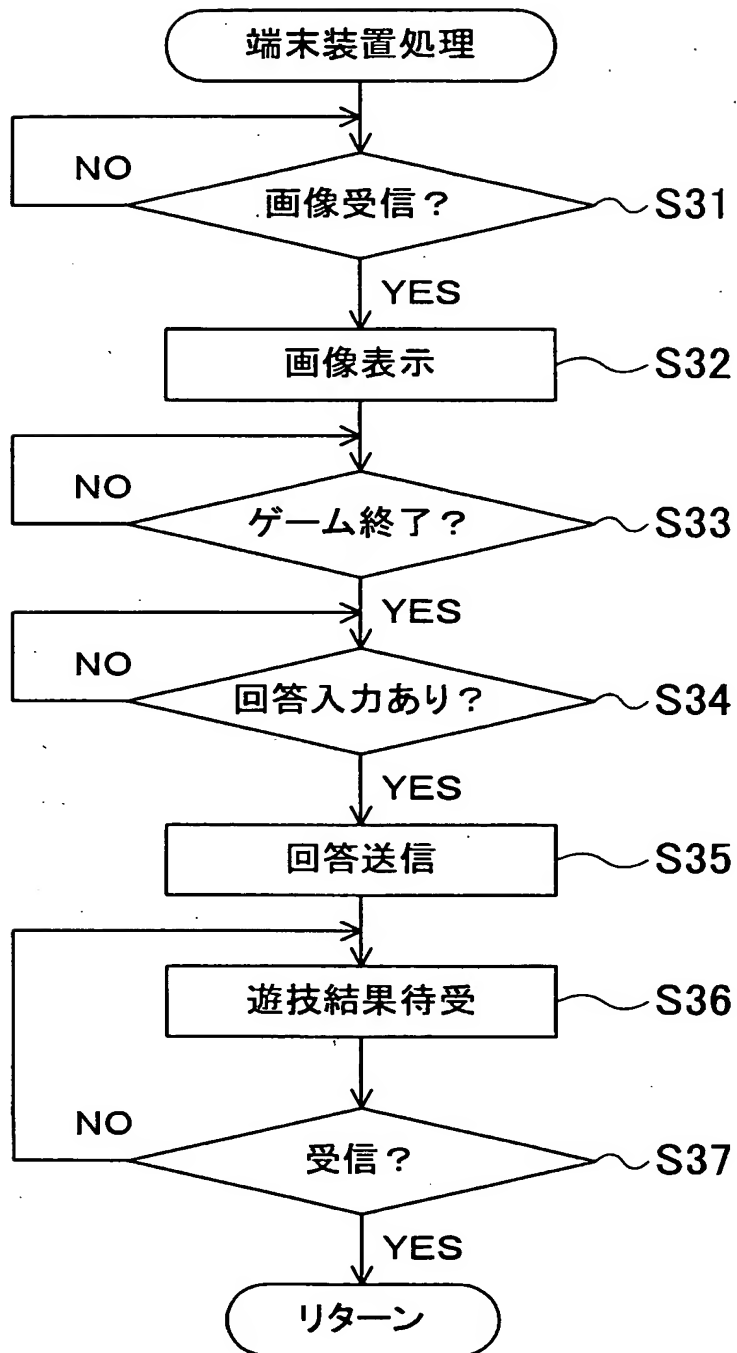 端末装置処理
NO
画像受信？
S31
YES
画像表示
S32
NO
ゲーム終了？
S33
YES
NO
回答入力あり？
S34
YES
回答送信
S35
遊技結果待受
S36
NO
受信？
S37
YES
リターン